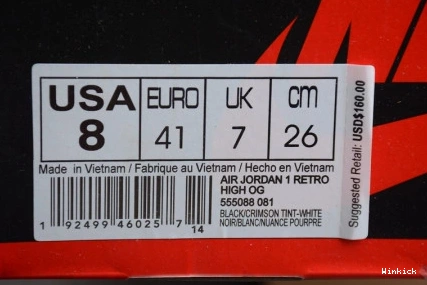 USA EURO UK cm
8 41 7 26
Made in Vietnam / Fabrique au Vietnam / Hecho en Vietnam
AIR JORDAN 1 RETRO
HIGH OG
555088 081
BLACK/CRIMSON TINT-WHITE
NOIR/BLANC/NUANCE POURPRE
1 92499 46025 7 14
Suggested Retail: USD$160.00
Winkick